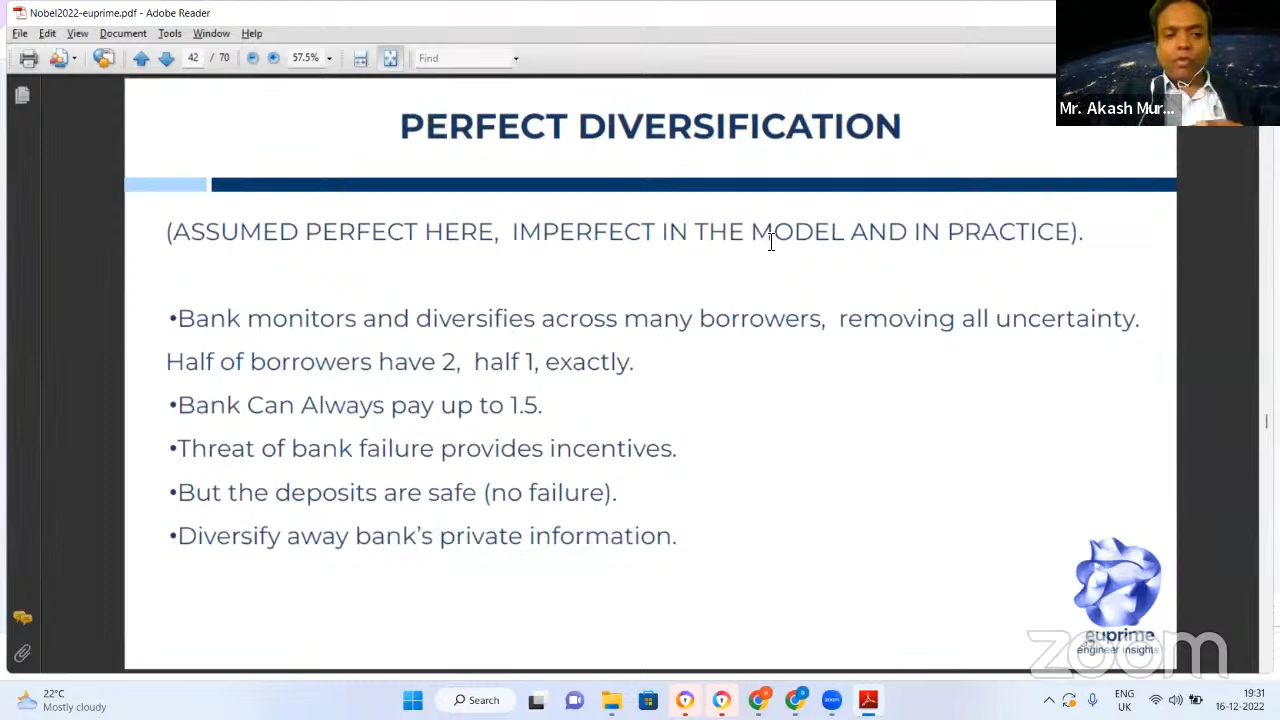 Nobel2022-euprime.pdf - Adobe Reader
File Edit View Document Tools Window Help
42 / 70 57.5% Find
Mr. Akash Mur...
PERFECT DIVERSIFICATION
(ASSUMED PERFECT HERE, IMPERFECT IN THE MODEL AND IN PRACTICE).
•Bank monitors and diversifies across many borrowers, removing all uncertainty.
Half of borrowers have 2, half 1, exactly.
•Bank Can Always pay up to 1.5.
•Threat of bank failure provides incentives.
•But the deposits are safe (no failure).
•Diversify away bank's private information.
euprime
engineer insights
zoom
22°C
Mostly cloudy
Search
zoom
ENG
UK
19:31
16-12-2022